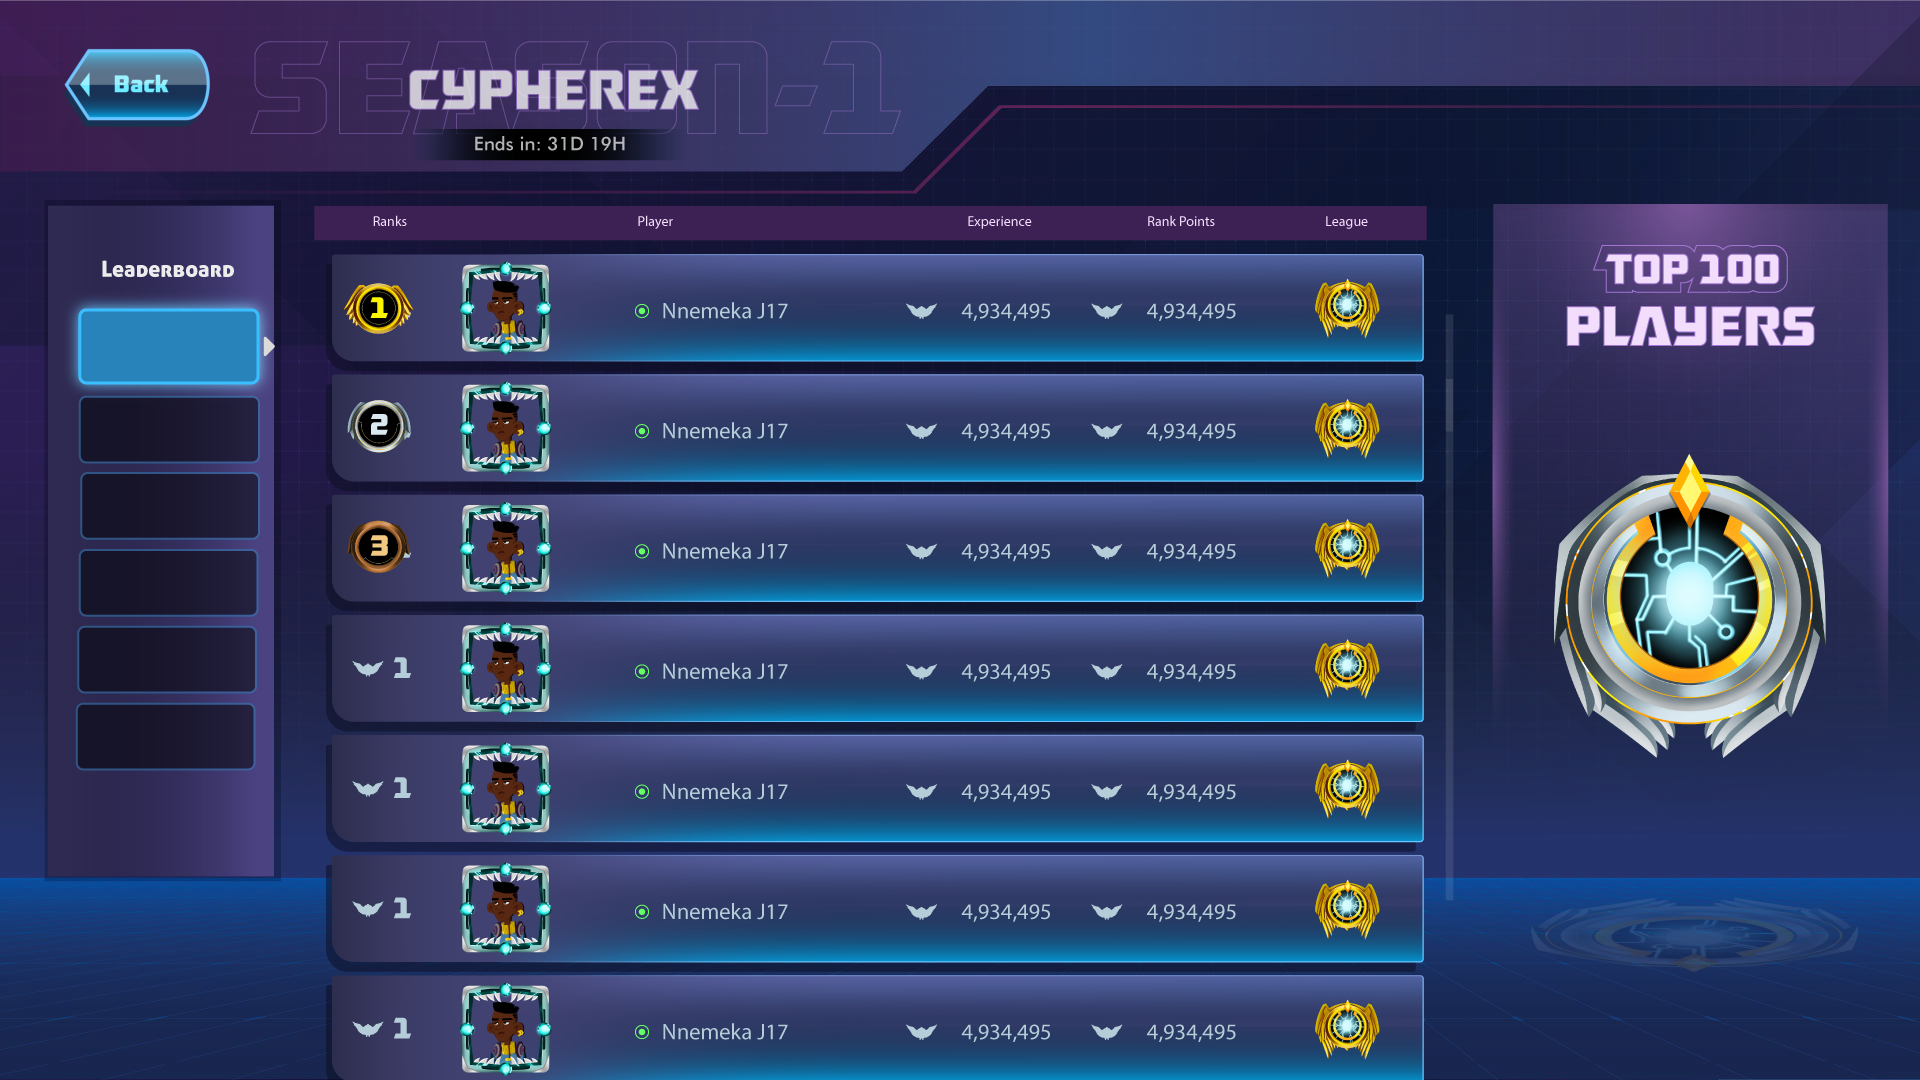 SEASON-1
Back
CYPHEREX
Ends in: 31D 19H
Leaderboard
Ranks Player Experience Rank Points League
1 Nnemeka J17 4,934,495 4,934,495
2 Nnemeka J17 4,934,495 4,934,495
3 Nnemeka J17 4,934,495 4,934,495
1 Nnemeka J17 4,934,495 4,934,495
1 Nnemeka J17 4,934,495 4,934,495
1 Nnemeka J17 4,934,495 4,934,495
1 Nnemeka J17 4,934,495 4,934,495
TOP 100
PLAYERS